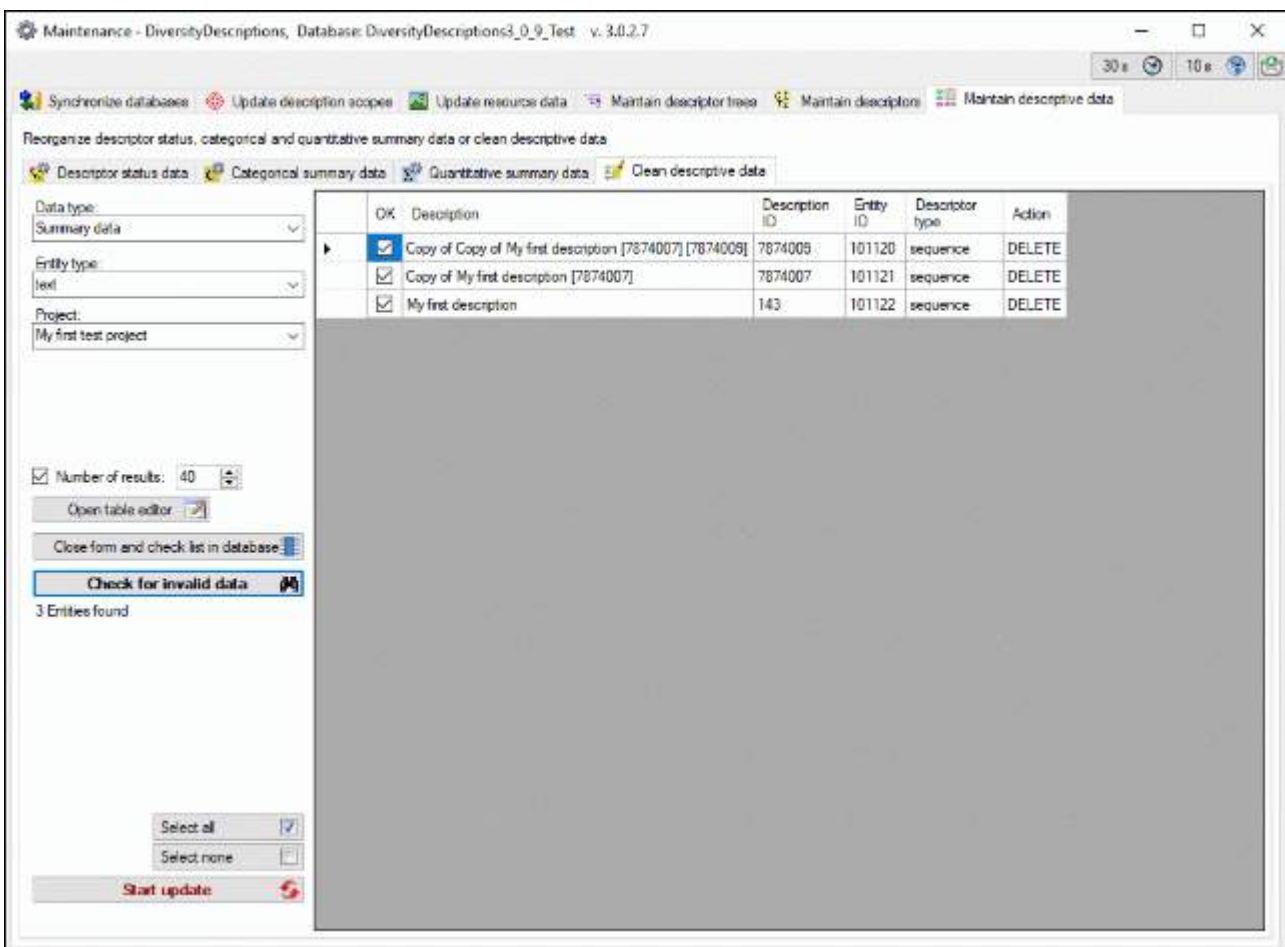 Maintenance - DiversityDescriptions, Database: DiversityDescriptions3_0_9_Test v. 3.0.2.7
30 s 10 s
Synchronize databases Update description scopes Update resource data Maintain descriptor trees Maintain descriptors Maintain descriptive data
Reorganize descriptor status, categorical and quantitative summary data or clean descriptive data
Descriptor status data Categorical summary data Quantitative summary data Clean descriptive data
Data type:
Summary data
Entity type:
text
Project:
My first test project
Number of results: 40
Open table editor
Close form and check list in database
Check for invalid data
3 Entities found
Select all
Select none
Start update
OK Description Description ID Entity ID Descriptor type Action
Copy of Copy of My first description [7874007] [7874009] 7874009 101120 sequence DELETE
Copy of My first description [7874007] 7874007 101121 sequence DELETE
My first description 143 101122 sequence DELETE